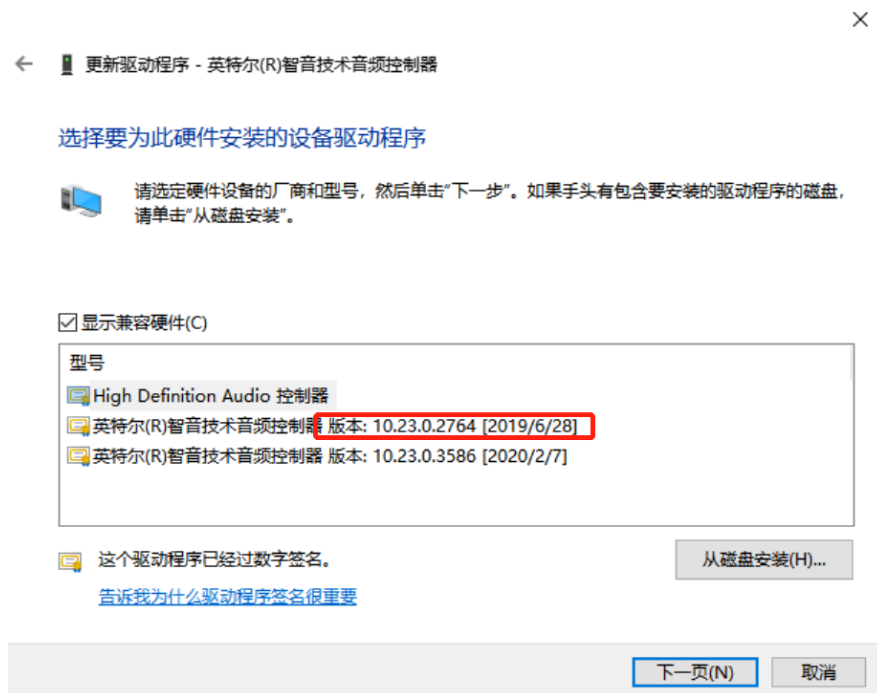 更新驱动程序 - 英特尔(R)智音技术音频控制器
选择要为此硬件安装的设备驱动程序
请选定硬件设备的厂商和型号，然后单击“下一步”。如果手头有包含要安装的驱动程序的磁盘，
请单击“从磁盘安装”。
显示兼容硬件(C)
型号
High Definition Audio 控制器
英特尔(R)智音技术音频控制器 版本: 10.23.0.2764 [2019/6/28]
英特尔(R)智音技术音频控制器 版本: 10.23.0.3586 [2020/2/7]
这个驱动程序已经过数字签名。
从磁盘安装(H)...
告诉我为什么驱动程序签名很重要
下一页(N)
取消